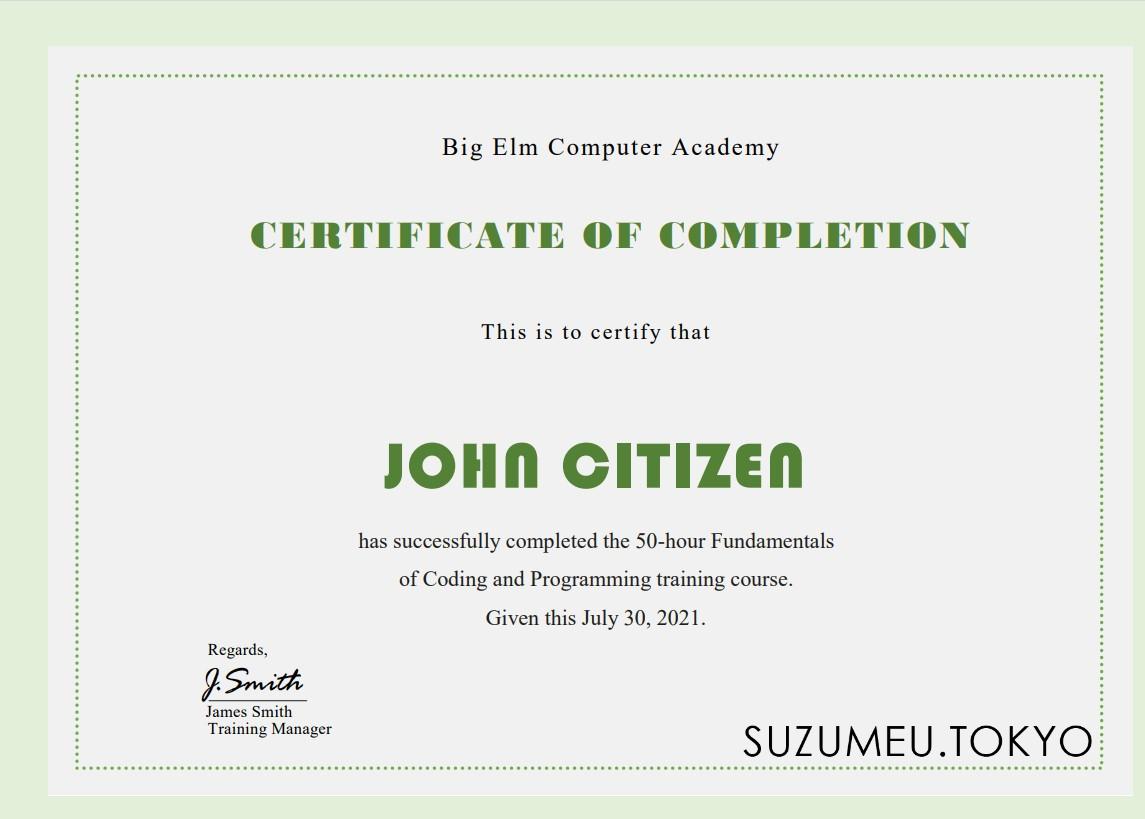 Big Elm Computer Academy
CERTIFICATE OF COMPLETION
This is to certify that
JOHN CITIZEN
has successfully completed the 50-hour Fundamentals
of Coding and Programming training course.
Given this July 30, 2021.
Regards,
J. Smith
James Smith
Training Manager
SUZUMEU.TOKYO